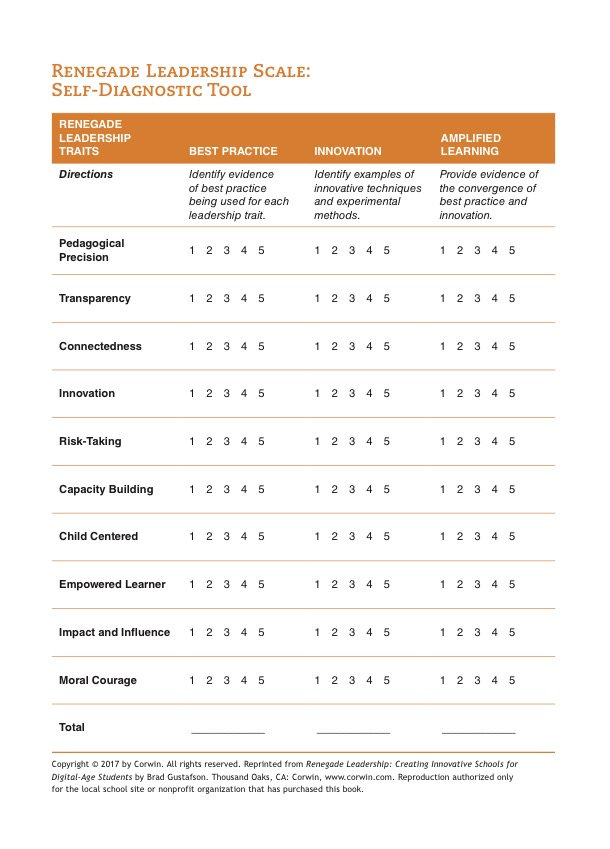 Renegade Leadership Scale:
Self-Diagnostic Tool
RENEGADE
LEADERSHIP
TRAITS
BEST PRACTICE
INNOVATION
AMPLIFIED
LEARNING
Directions
Identify evidence
of best practice
being used for each
leadership trait.
Identify examples of
innovative techniques
and experimental
methods.
Provide evidence of
the convergence of
best practice and
innovation.
Pedagogical
Precision
1 2 3 4 5 1 2 3 4 5 1 2 3 4 5
Transparency 1 2 3 4 5 1 2 3 4 5 1 2 3 4 5
Connectedness 1 2 3 4 5 1 2 3 4 5 1 2 3 4 5
Innovation 1 2 3 4 5 1 2 3 4 5 1 2 3 4 5
Risk-Taking 1 2 3 4 5 1 2 3 4 5 1 2 3 4 5
Capacity Building 1 2 3 4 5 1 2 3 4 5 1 2 3 4 5
Child Centered 1 2 3 4 5 1 2 3 4 5 1 2 3 4 5
Empowered Learner 1 2 3 4 5 1 2 3 4 5 1 2 3 4 5
Impact and Influence 1 2 3 4 5 1 2 3 4 5 1 2 3 4 5
Moral Courage 1 2 3 4 5 1 2 3 4 5 1 2 3 4 5
Total
Copyright © 2017 by Corwin. All rights reserved. Reprinted from Renegade Leadership: Creating Innovative Schools for
Digital-Age Students by Brad Gustafson. Thousand Oaks, CA: Corwin, www.corwin.com. Reproduction authorized only
for the local school site or nonprofit organization that has purchased this book.